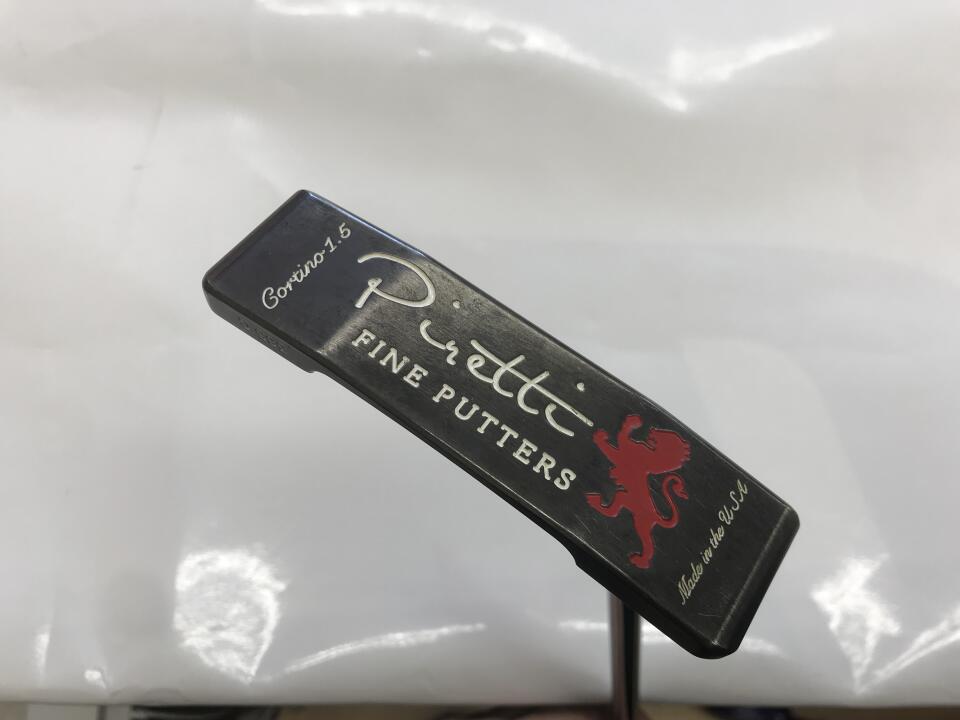 Cortino 1.5
Piretti
FINE PUTTERS
Made in the USA